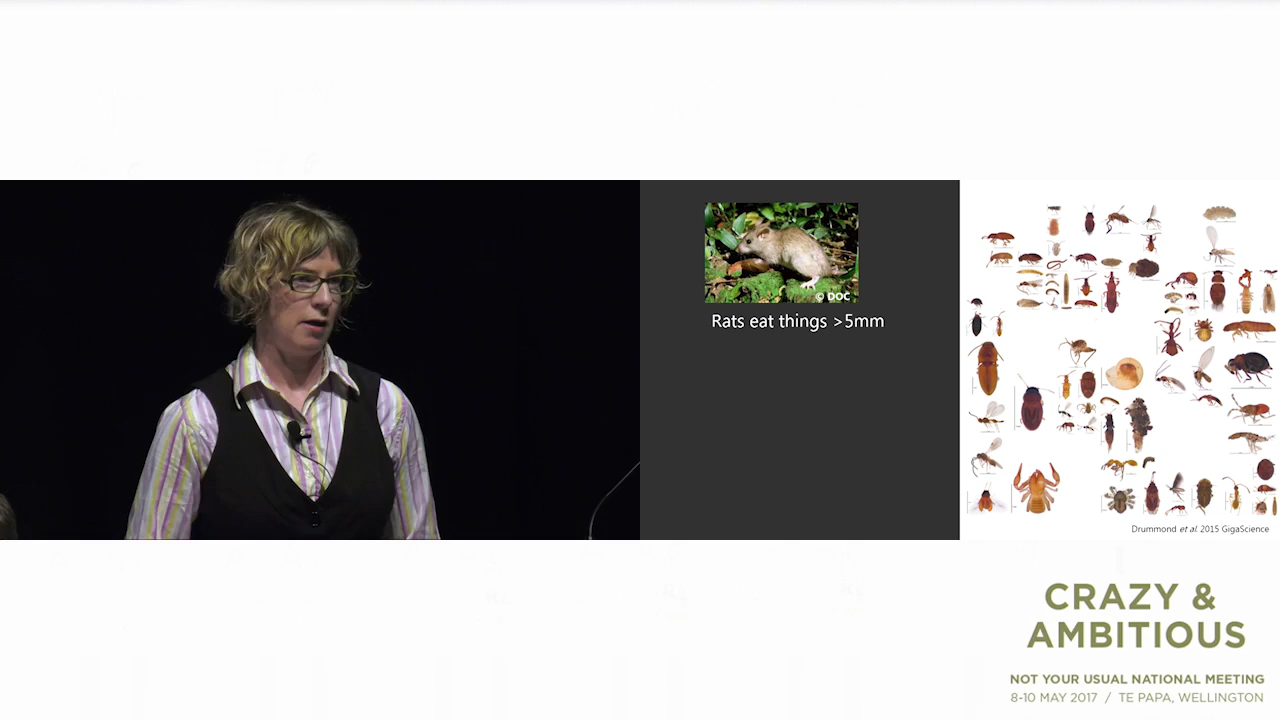 © DOC
Rats eat things >5mm
Drummond et al. 2015 GigaScience
CRAZY &
AMBITIOUS
NOT YOUR USUAL NATIONAL MEETING
8-10 MAY 2017 / TE PAPA, WELLINGTON